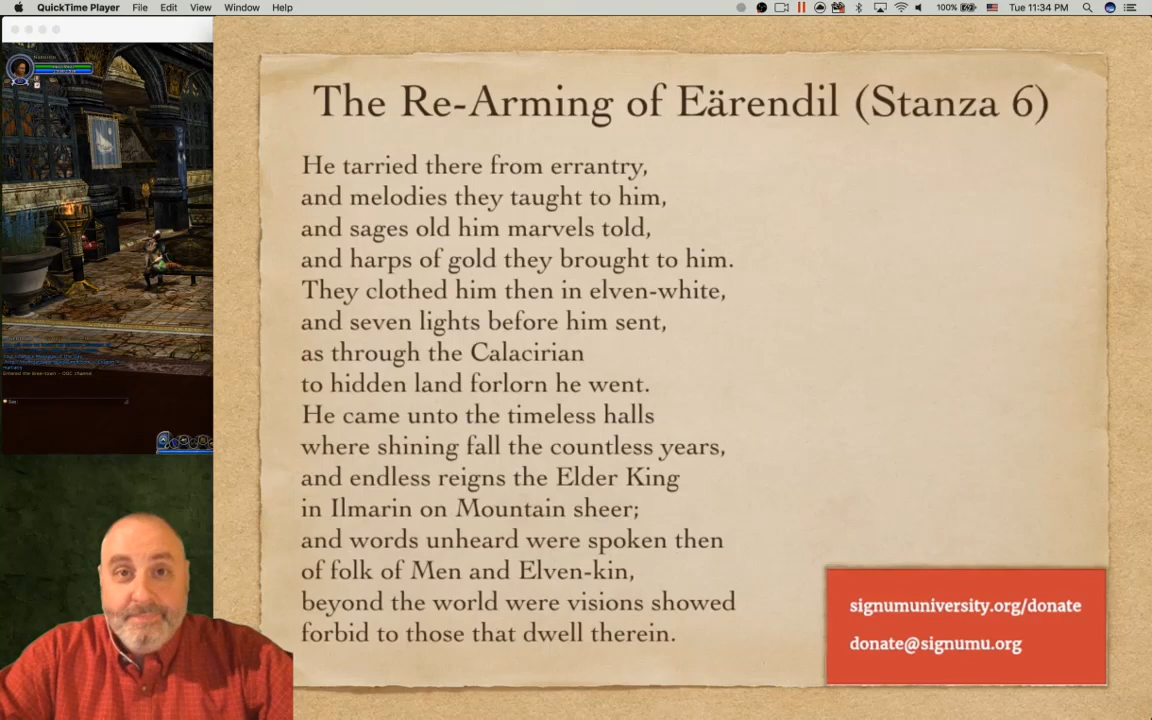 QuickTime Player File Edit View Window Help
100% Tue 11:34 PM
The Re-Arming of Eärendil (Stanza 6)
He tarried there from errantry,
and melodies they taught to him,
and sages old him marvels told,
and harps of gold they brought to him.
They clothed him then in elven-white,
and seven lights before him sent,
as through the Calacirian
to hidden land forlorn he went.
He came unto the timeless halls
where shining fall the countless years,
and endless reigns the Elder King
in Ilmarin on Mountain sheer;
and words unheard were spoken then
of folk of Men and Elven-kin,
beyond the world were visions showed
forbid to those that dwell therein.
signumuniversity.org/donate
donate@signumu.org